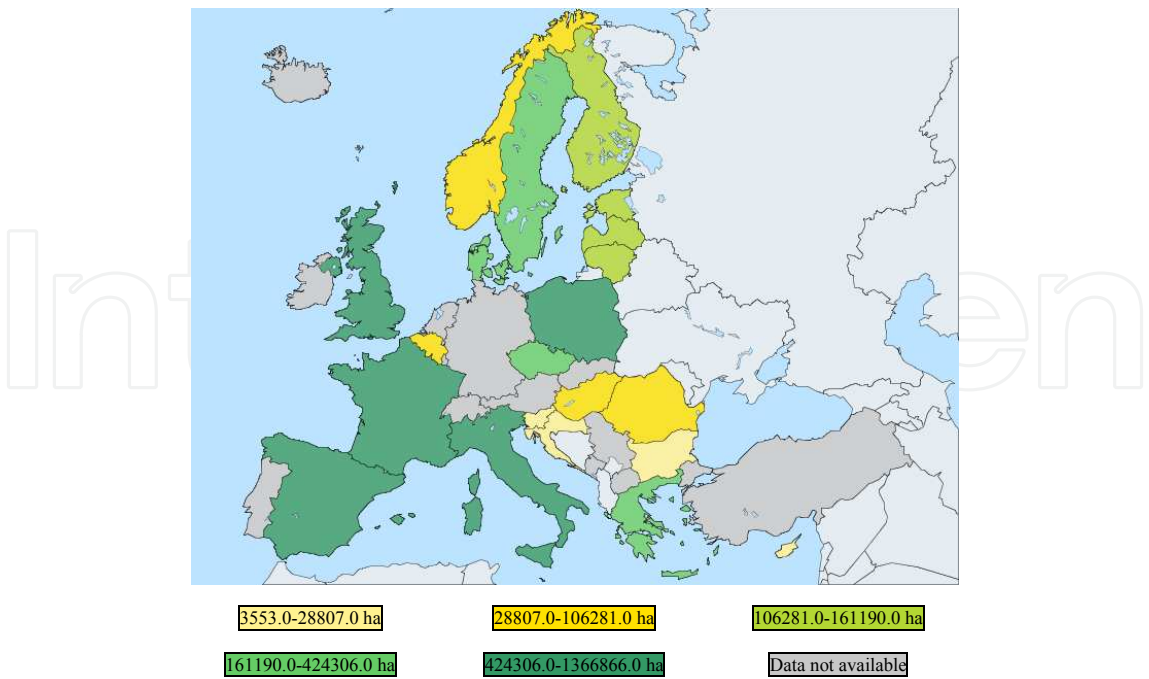 3553.0-28807.0 ha
28807.0-106281.0 ha
106281.0-161190.0 ha
161190.0-424306.0 ha
424306.0-1366866.0 ha
Data not available